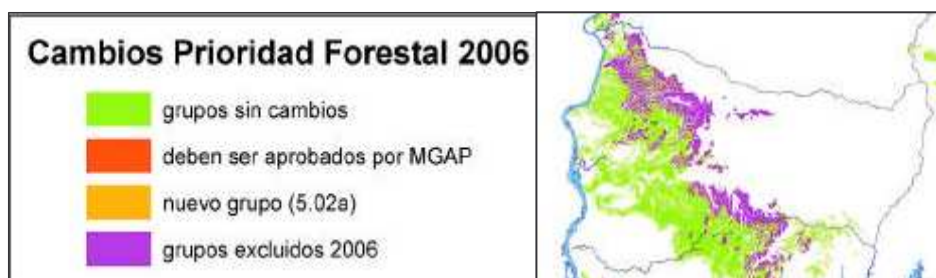 Cambios Prioridad Forestal 2006
grupos sin cambios
deben ser aprobados por MGAP
nuevo grupo (5.02a)
grupos excluidos 2006